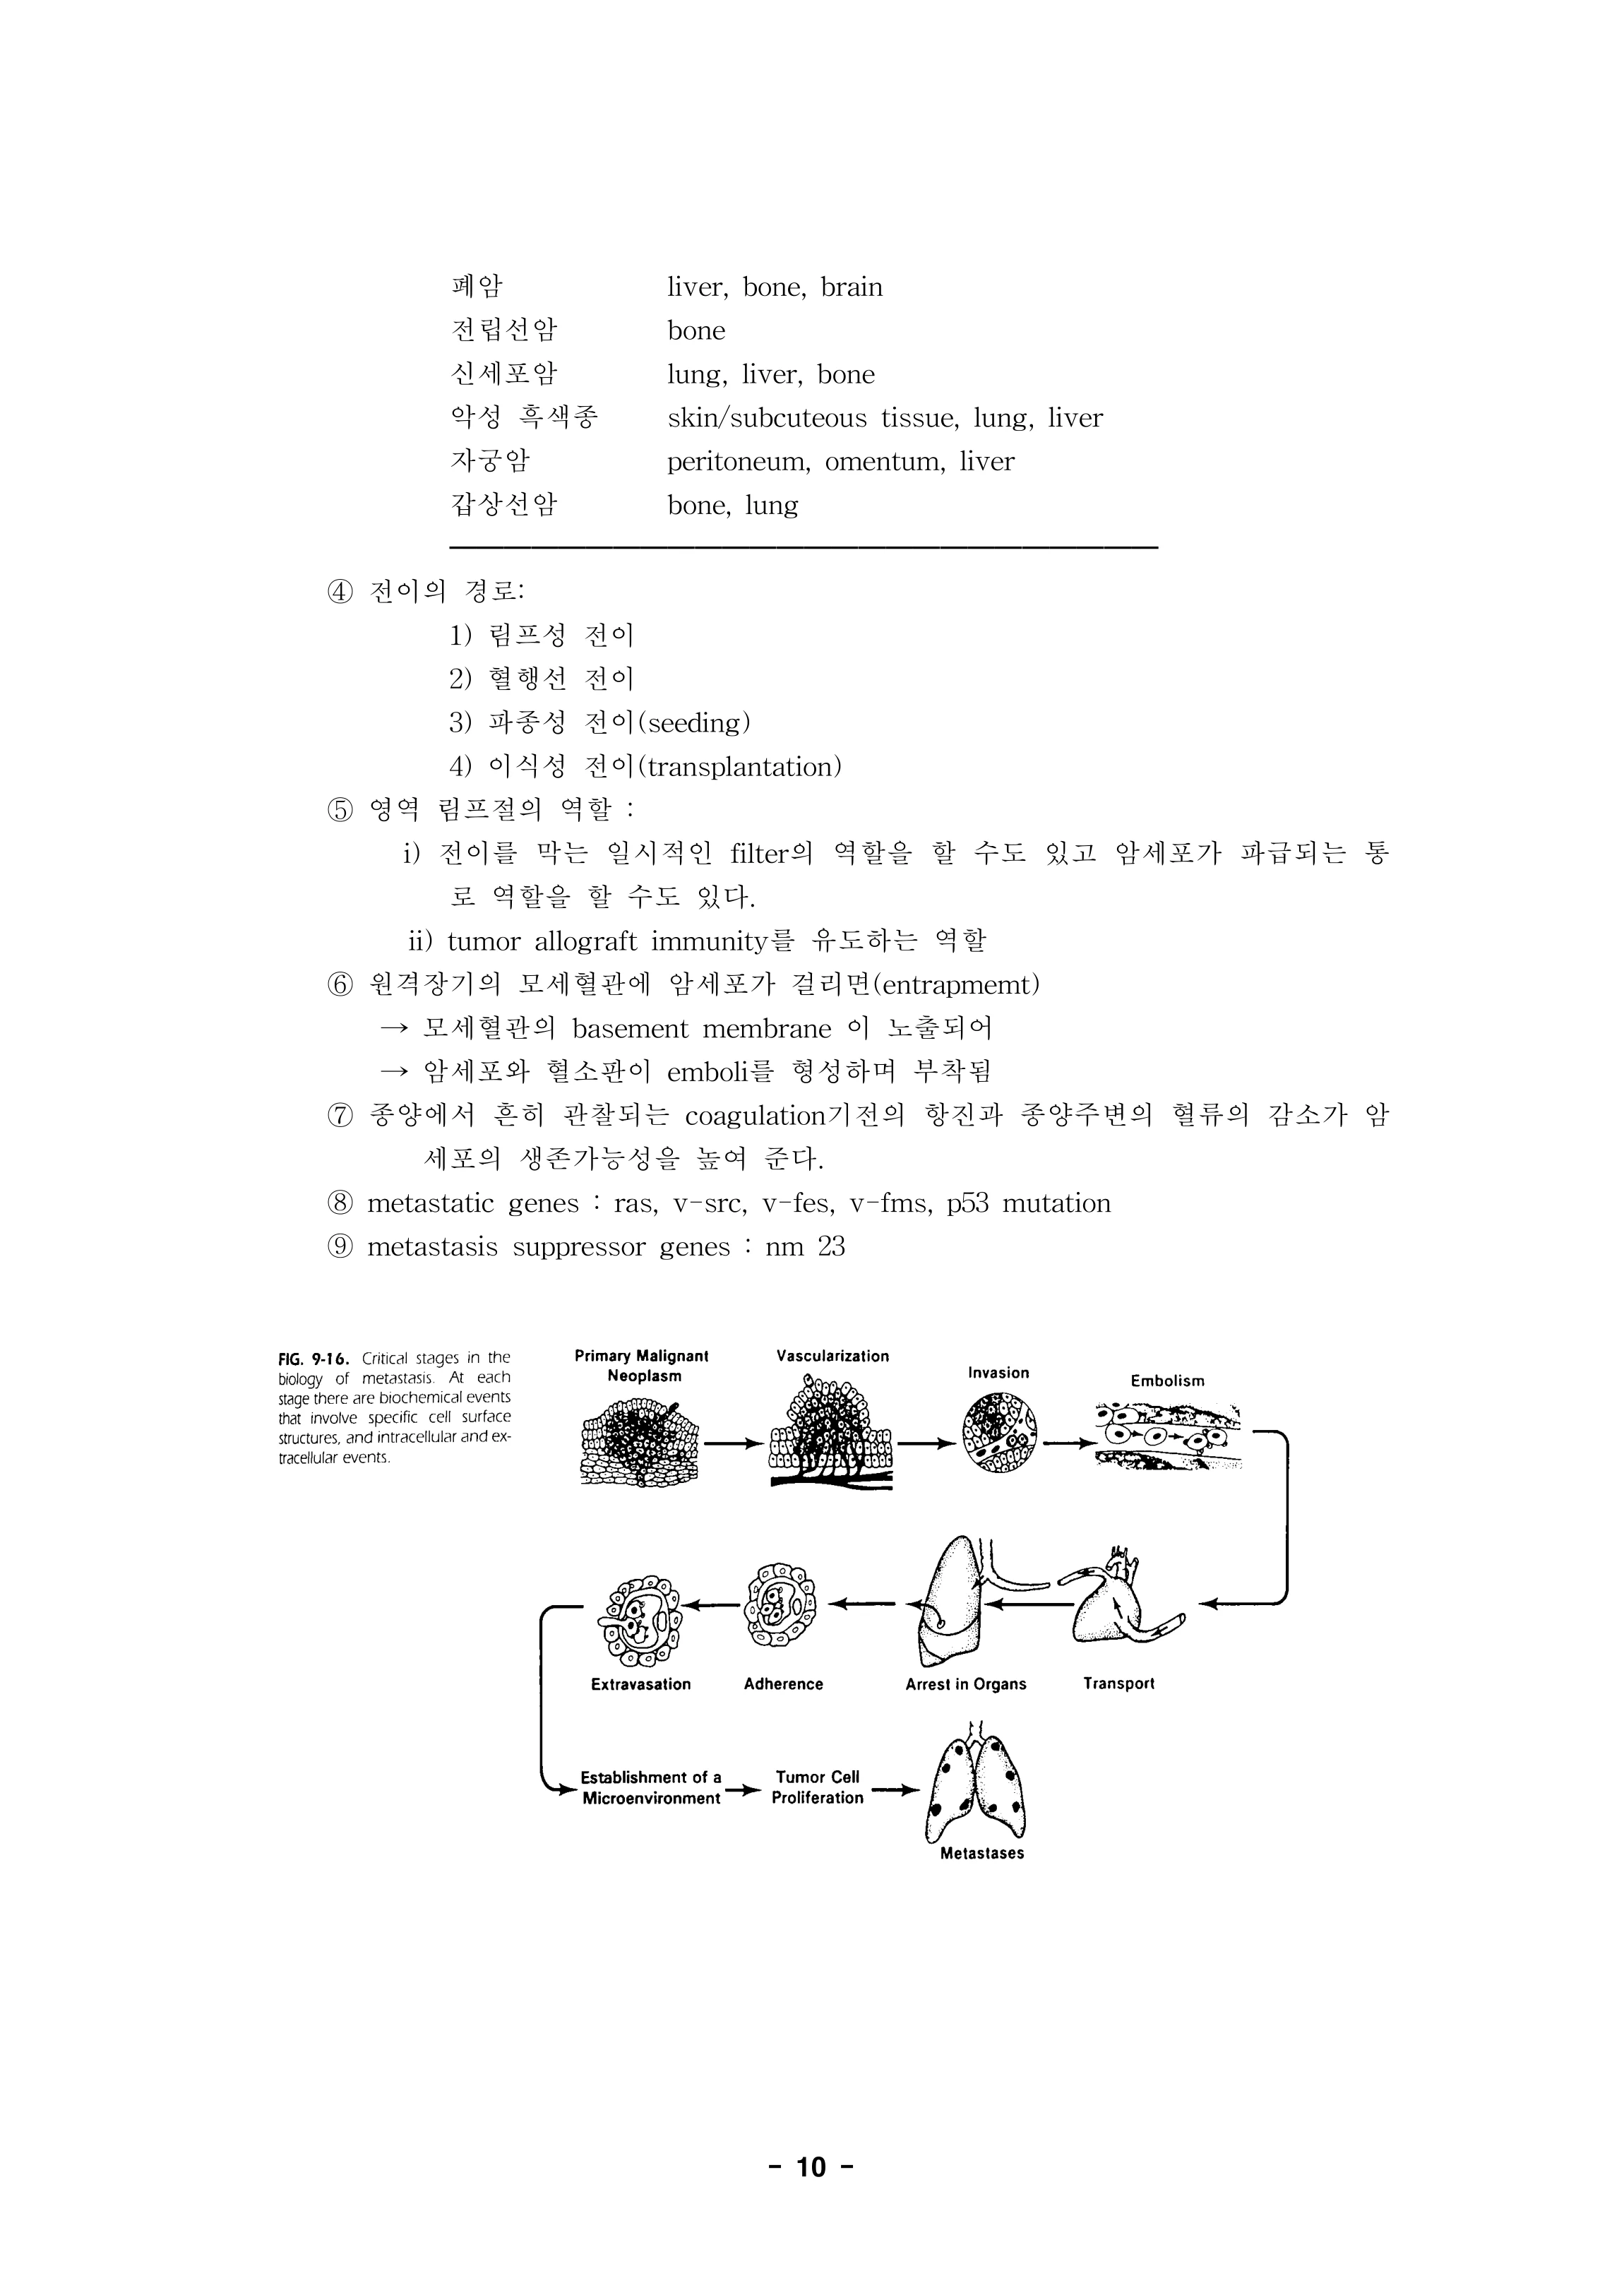 폐암 liver, bone, brain
전립선암 bone
신세포암 lung, liver, bone
악성 흑색종 skin/subcuteous tissue, lung, liver
자궁암 peritoneum, omentum, liver
갑상선암 bone, lung
④ 전이의 경로:
1) 림프성 전이
2) 혈행선 전이
3) 파종성 전이(seeding)
4) 이식성 전이(transplantation)
⑤ 영역 림프절의 역할 :
i) 전이를 막는 일시적인 filter의 역할을 할 수도 있고 암세포가 파급되는 통
로 역할을 할 수도 있다.
ii) tumor allograft immunity를 유도하는 역할
⑥ 원격장기의 모세혈관에 암세포가 걸리면(entrapmemt)
→ 모세혈관의 basement membrane 이 노출되어
→ 암세포와 혈소판이 emboli를 형성하며 부착됨
⑦ 종양에서 흔히 관찰되는 coagulation기전의 항진과 종양주변의 혈류의 감소가 암
세포의 생존가능성을 높여 준다.
⑧ metastatic genes : ras, v-src, v-fes, v-fms, p53 mutation
⑨ metastasis suppressor genes : nm 23
FIG. 9-16. Critical stages in the
biology of metastasis. At each
stage there are biochemical events
that involve specific cell surface
structures, and intracellular and ex-
tracellular events.
Primary Malignant
Neoplasm
Vascularization
Invasion
Embolism
Extravasation
Adherence
Arrest in Organs
Transport
Establishment of a
Microenvironment
Tumor Cell
Proliferation
Metastases
- 10 -